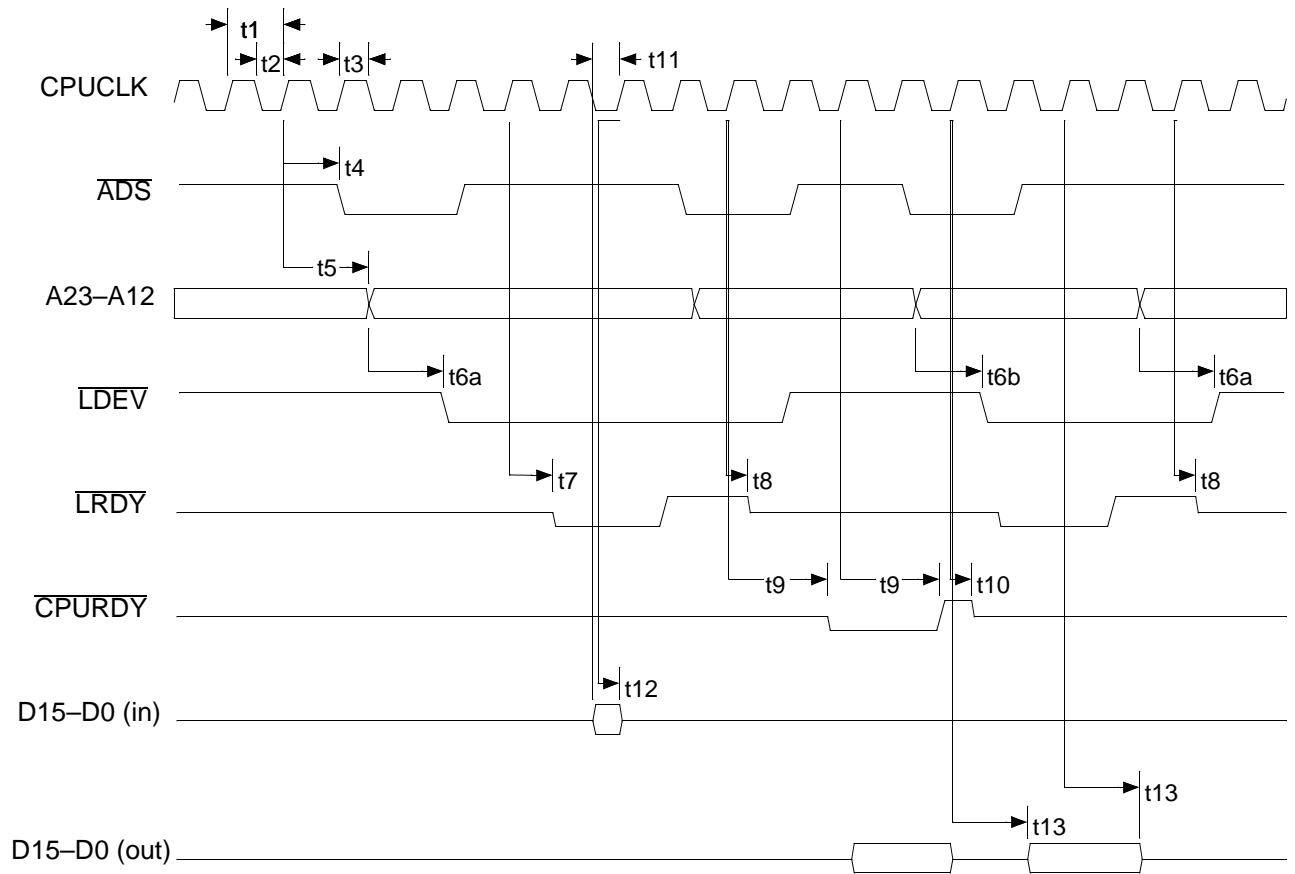 t1
t2
t3
t11
CPUCLK
t4
ADS
t5
A23–A12
t6a
t6b
t6a
LDEV
t7
t8
t8
LRDY
t9
t9
t10
CPURDY
t12
D15–D0 (in)
t13
t13
D15–D0 (out)